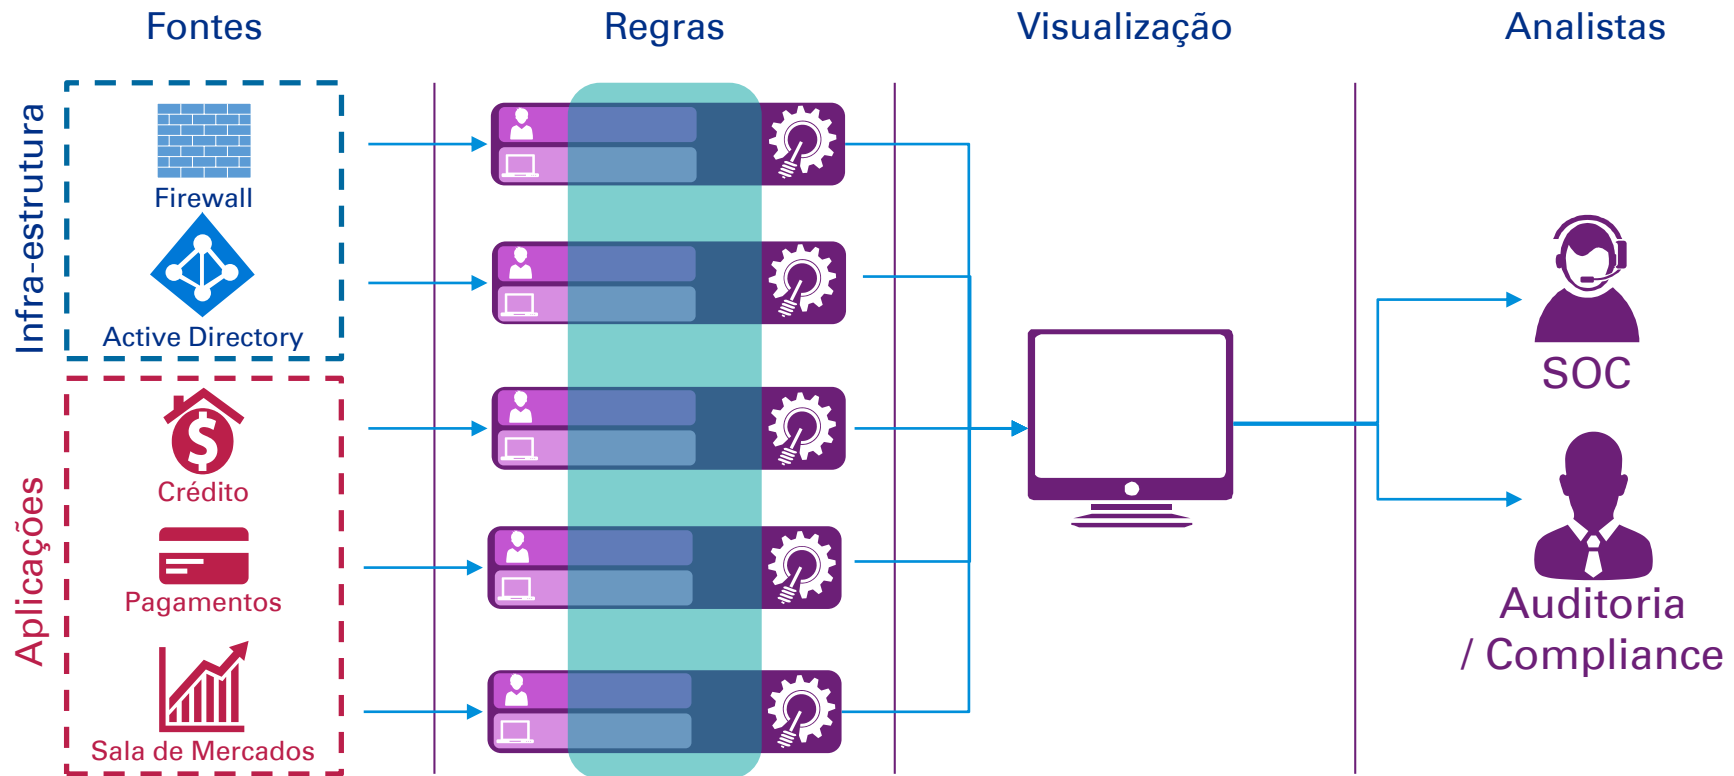 Fontes
Regras
Visualização
Analistas
Infra-estrutura
Firewall
Active Directory
Aplicações
Crédito
Pagamentos
Sala de Mercados
SOC
Auditoria
/ Compliance